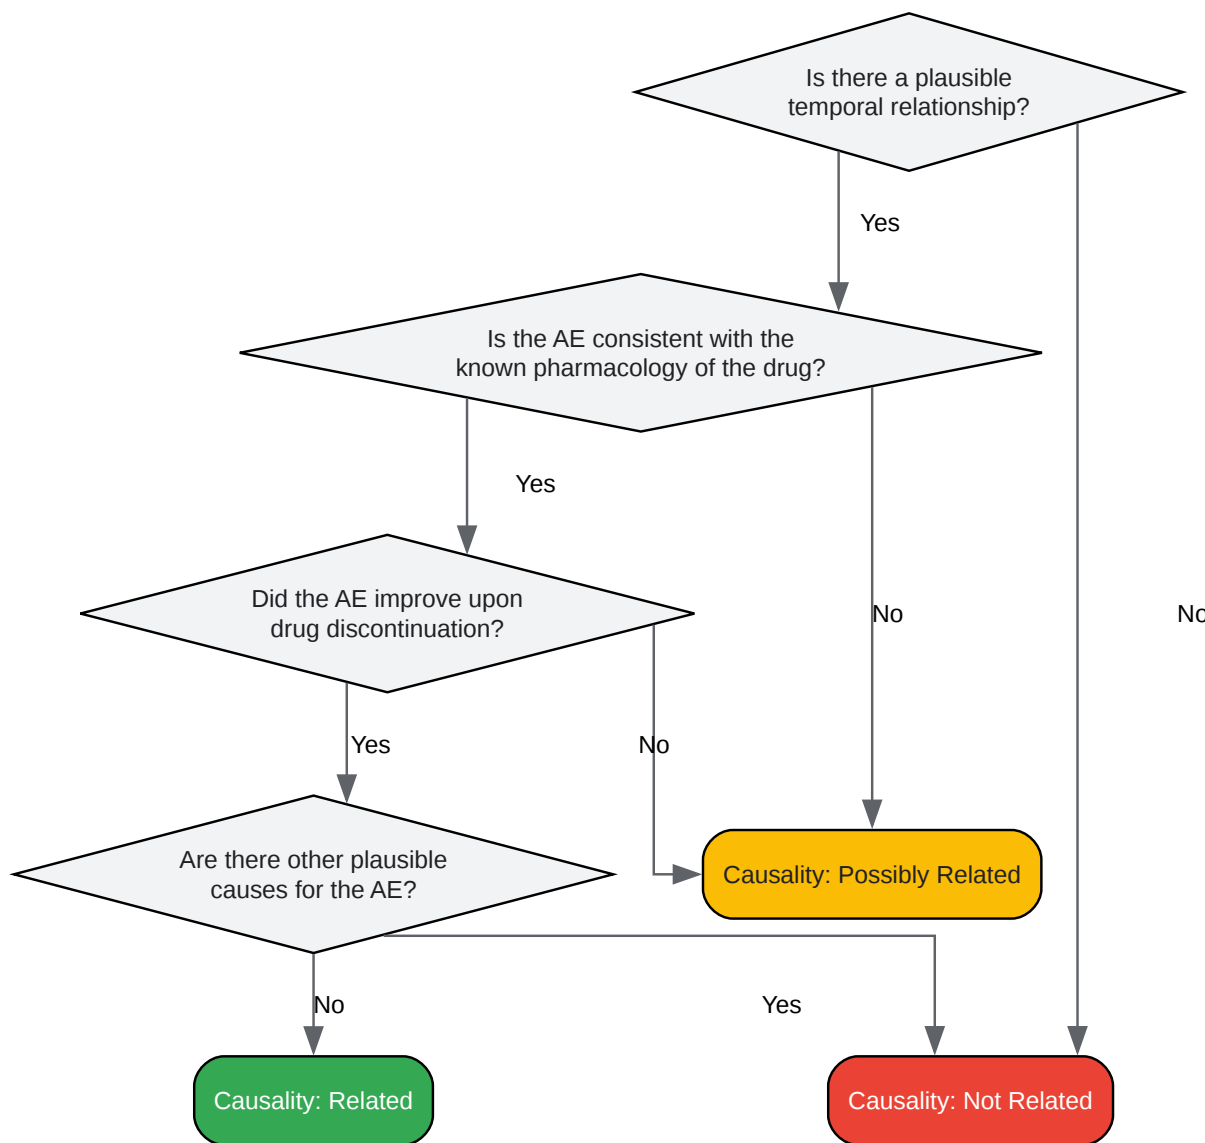 Is there a plausible
temporal relationship?
Yes
Is the AE consistent with the
known pharmacology of the drug?
Yes
Did the AE improve upon
drug discontinuation?
No
No
Yes
No
Are there other plausible
causes for the AE?
Causality: Possibly Related
No
Yes
Causality: Related
Causality: Not Related